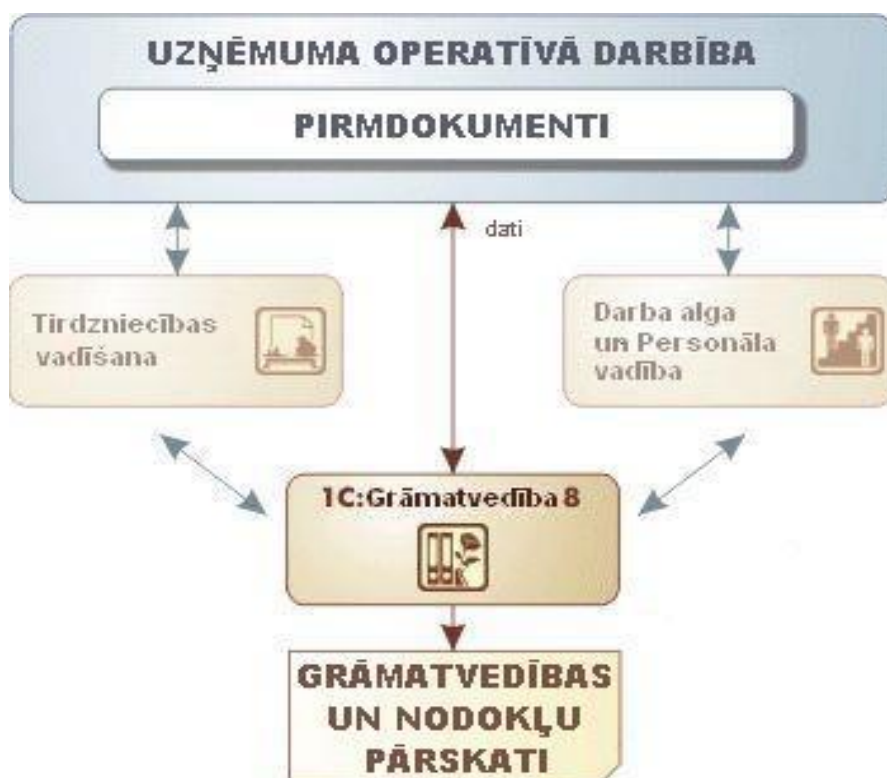 UZŅĒMUMA OPERATĪVĀ DARBĪBA
PIRMDOKUMENTI
dati
Tirdzniecības
vadīšana
Darba alga
un Personāla
vadība
1C:Grāmatvedība 8
GRĀMATVEDĪBAS
UN NODOKĻU
PĀRSKATI